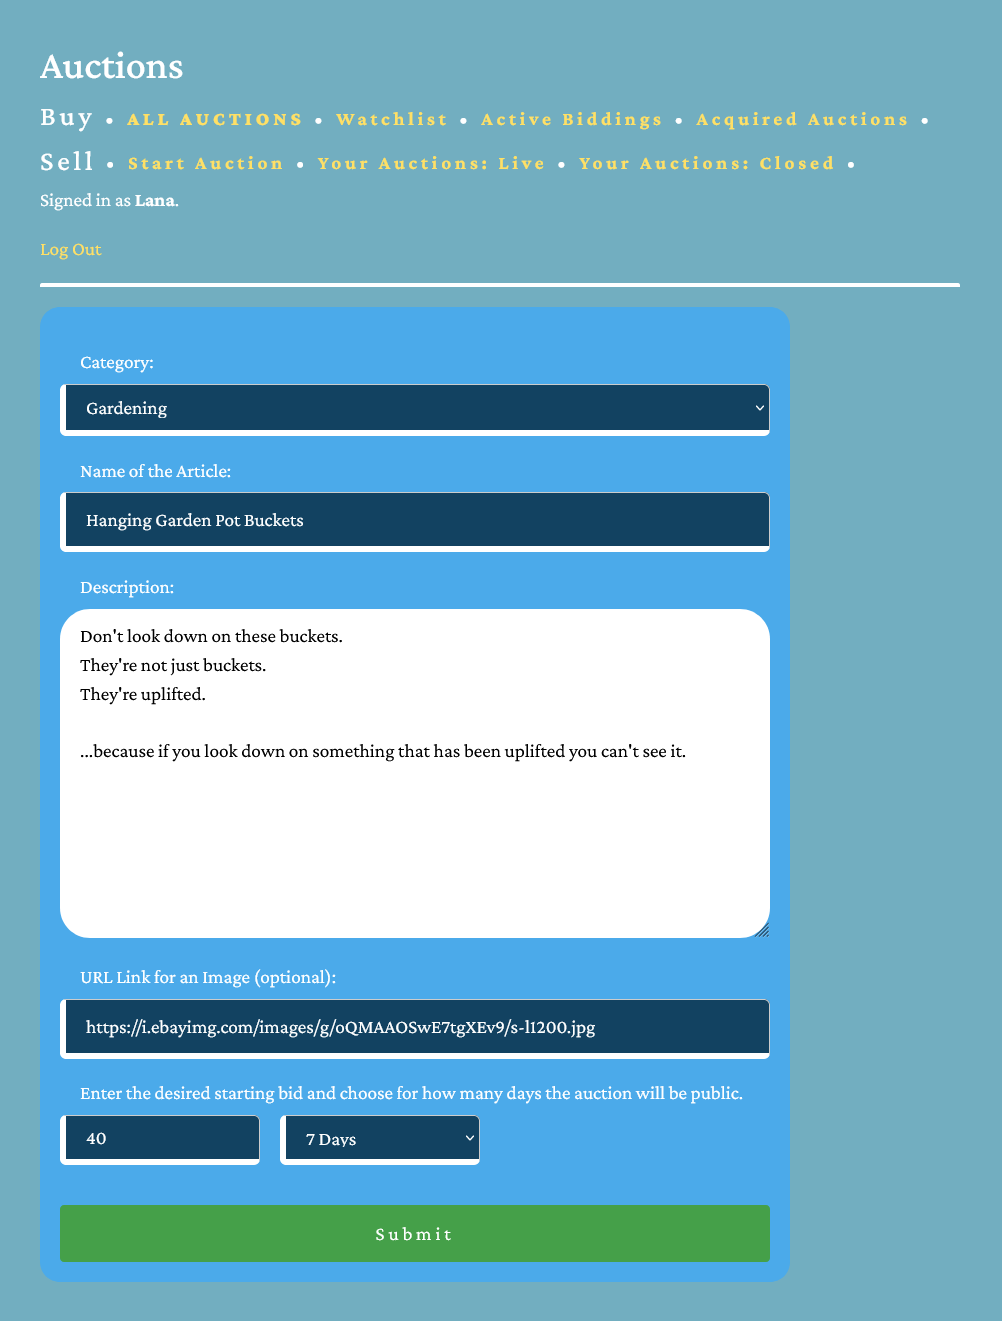 Auctions
Buy • ALL AUCTIONS • Watchlist • Active Biddings • Acquired Auctions •
Sell • Start Auction • Your Auctions: Live • Your Auctions: Closed •
Signed in as Lana.
Log Out
Category:
Gardening
Name of the Article:
Hanging Garden Pot Buckets
Description:
Don't look down on these buckets.
They're not just buckets.
They're uplifted.
...because if you look down on something that has been uplifted you can't see it.
URL Link for an Image (optional):
https://i.ebayimg.com/images/g/oQMAAOSwE7tgXEv9/s-l1200.jpg
Enter the desired starting bid and choose for how many days the auction will be public.
40 7 Days
Submit